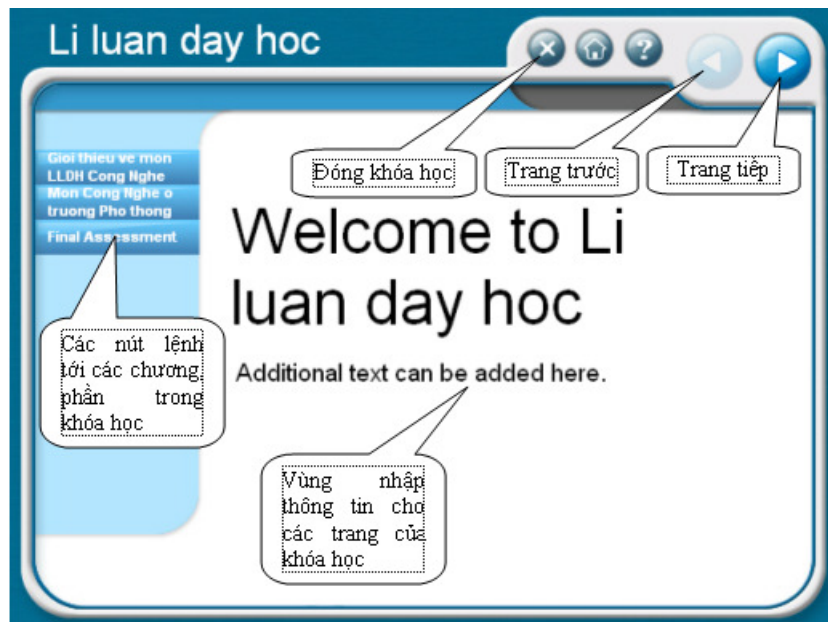 Li luan day hoc
Đóng khóa học
Trang trước
Trang tiếp
Gioi thieu ve mon
LLDH Cong Nghe
Mon Cong Nghe o
truong Pho thong
Final Assessment
Welcome to Li
luan day hoc
Additional text can be added here.
Các nút lệnh
tới các chương,
phần trong
khóa học
Vùng nhập
thông tin cho
các trang của
khóa học